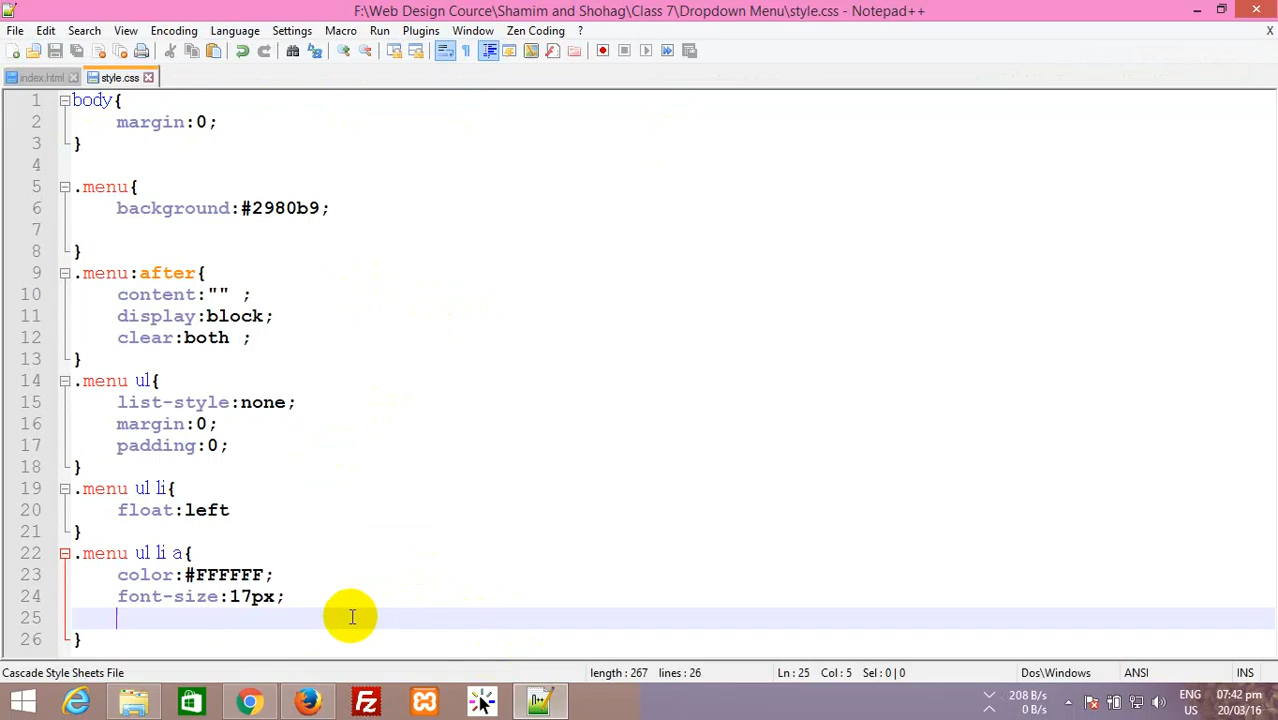 F:\Web Design Cource\Shamim and Shohag\Class 7\Dropdown Menu\style.css - Notepad++
File Edit Search View Encoding Language Settings Macro Run Plugins Window Zen Coding ? X
index.html style.css
1 body{
2 margin:0;
3 }
4
5 .menu{
6 background:#2980b9;
7
8 }
9 .menu:after{
10 content:"" ;
11 display:block;
12 clear:both ;
13 }
14 .menu ul{
15 list-style:none;
16 margin:0;
17 padding:0;
18 }
19 .menu ul li{
20 float:left
21 }
22 .menu ul li a{
23 color:#FFFFFF;
24 font-size:17px;
25
26 }
Cascade Style Sheets File length : 267 lines : 26 Ln : 25 Col : 5 Sel : 0 | 0 Dos\Windows ANSI INS
208 B/s ENG 07:42 pm
0 B/s US 20/03/16